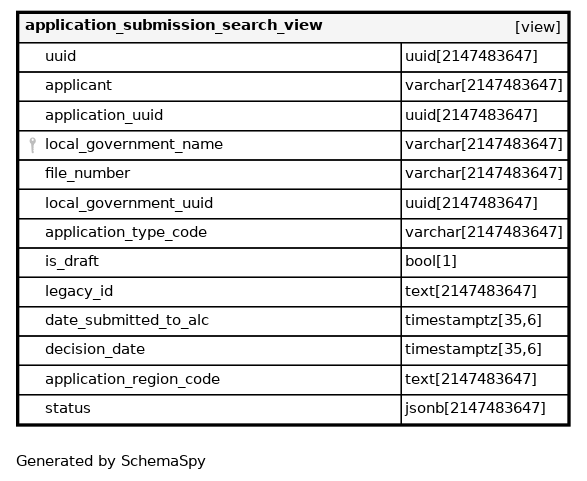 application_submission_search_view [view]
uuid uuid[2147483647]
applicant varchar[2147483647]
application_uuid uuid[2147483647]
local_government_name varchar[2147483647]
file_number varchar[2147483647]
local_government_uuid uuid[2147483647]
application_type_code varchar[2147483647]
is_draft bool[1]
legacy_id text[2147483647]
date_submitted_to_alc timestamptz[35,6]
decision_date timestamptz[35,6]
application_region_code text[2147483647]
status jsonb[2147483647]
Generated by SchemaSpy